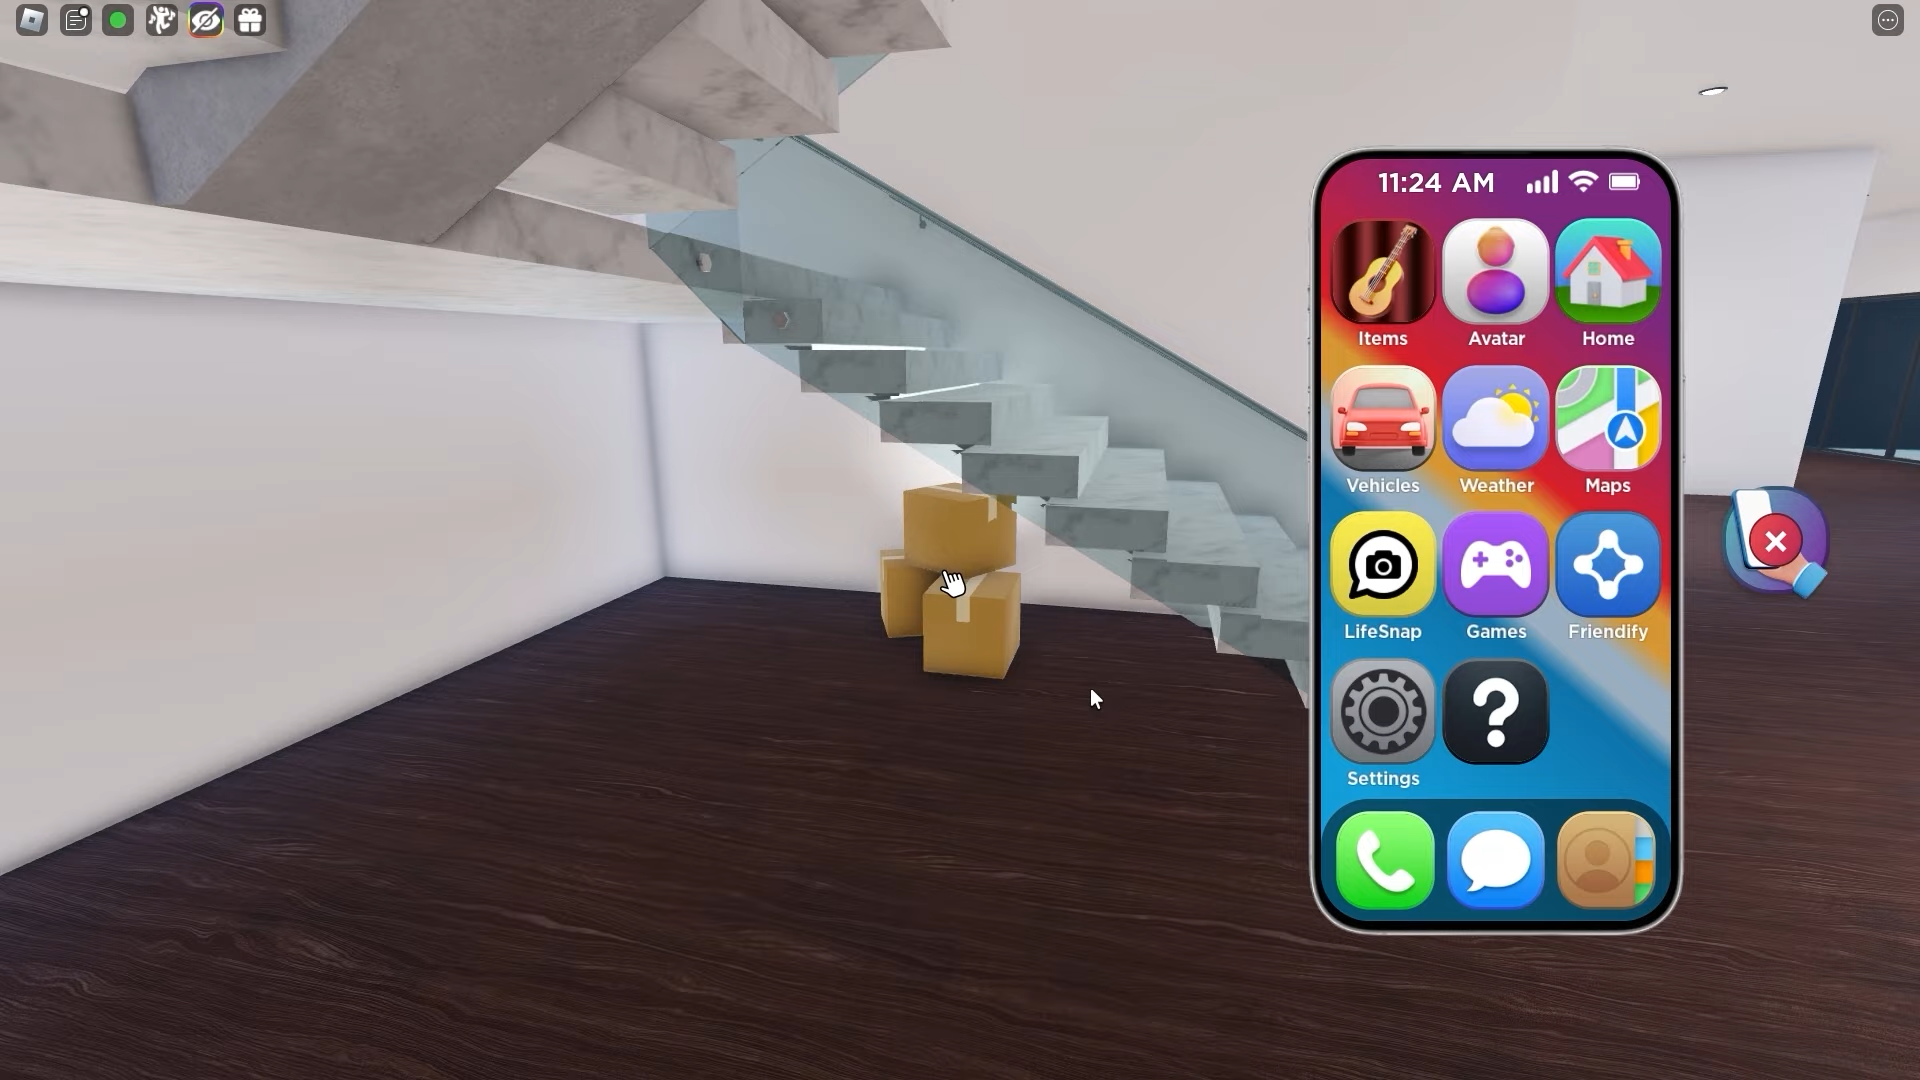 11:24 AM
Items
Avatar
Home
Vehicles
Weather
Maps
LifeSnap
Games
Friendify
?
Settings